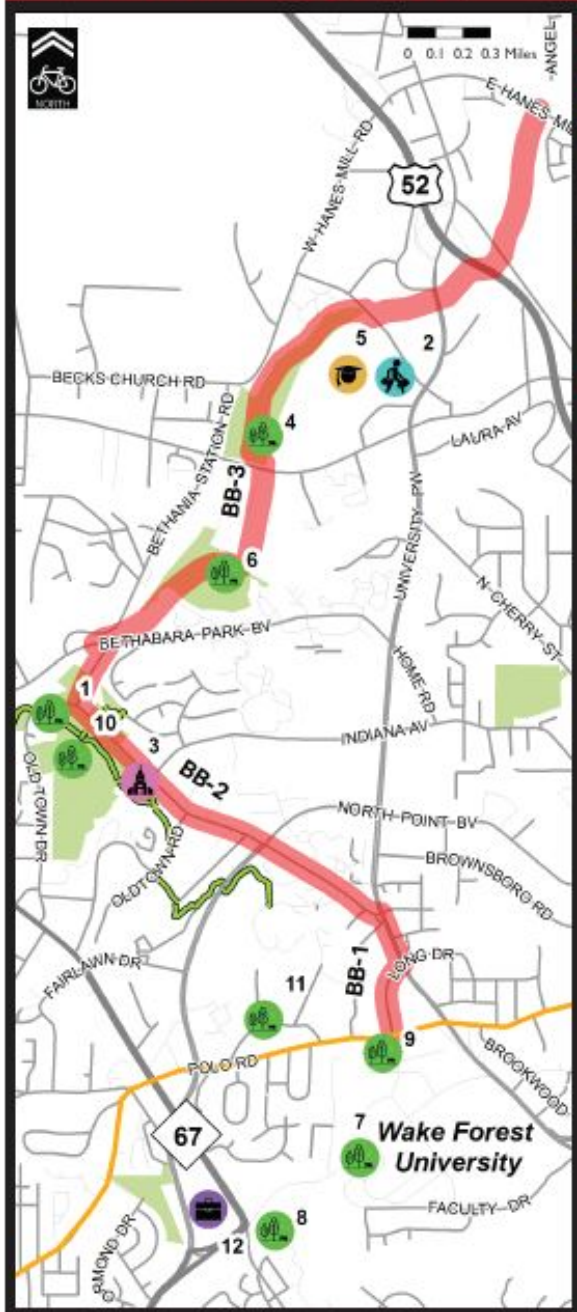 NORTH
0 0.1 0.2 0.3 Miles
ANGEL
E-HANES-MIL
W-HANES-MILL-RD
52
5
2
BECKS-CHURCH-RD
4
BETHANIA-STATION-RD
BB-3
LAURA-AV
UNIVERSITY-PW
6
N-CHERRY-ST
BETHABARA-PARK-BV
HOME-RD
1
10
3
INDIANA-AV
BB-2
OLD-TOWN-DR
NORTH-POINT-BV
OLDTOWN-RD
BROWNSBORO-RD
FAIRLAWN-DR
BB-1
LONG-DR
11
9
POLO-RD
BROOKWOOD
67
7
Wake Forest
University
FACULTY-DR
8
12
ORMOND-DR